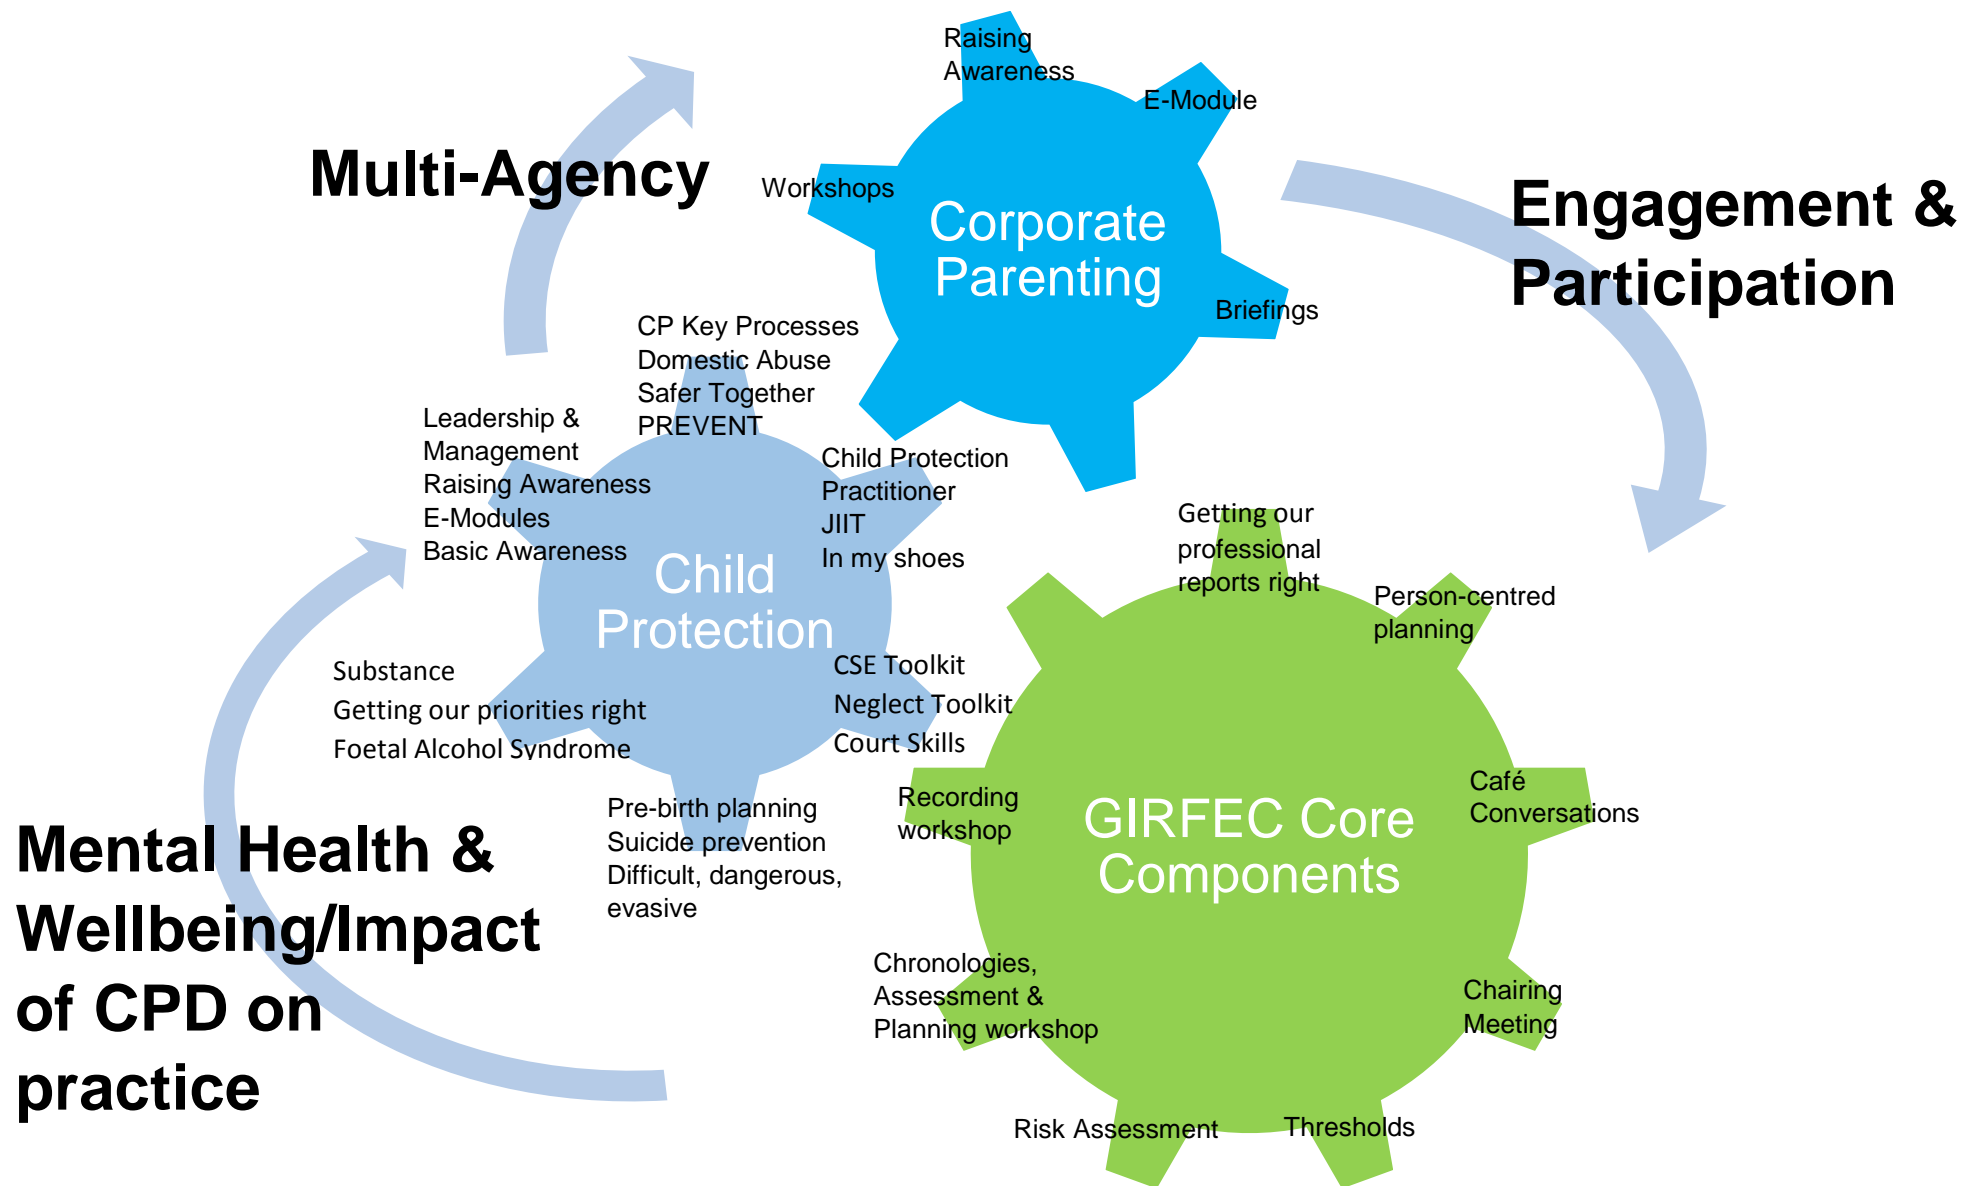 Raising
Awareness
E-Module
Workshops
Corporate
Parenting
Briefings
Multi-Agency
Engagement &
Participation
CP Key Processes
Domestic Abuse
Safer Together
PREVENT
Leadership &
Management
Raising Awareness
E-Modules
Basic Awareness
Child Protection
Practitioner
JIIT
In my shoes
Child
Protection
Substance
Getting our priorities right
Foetal Alcohol Syndrome
CSE Toolkit
Neglect Toolkit
Court Skills
Pre-birth planning
Suicide prevention
Difficult, dangerous,
evasive
Getting our
professional
reports right
Person-centred
planning
Recording
workshop
GIRFEC Core
Components
Café
Conversations
Chronologies,
Assessment &
Planning workshop
Chairing
Meeting
Risk Assessment
Thresholds
Mental Health &
Wellbeing/Impact
of CPD on
practice